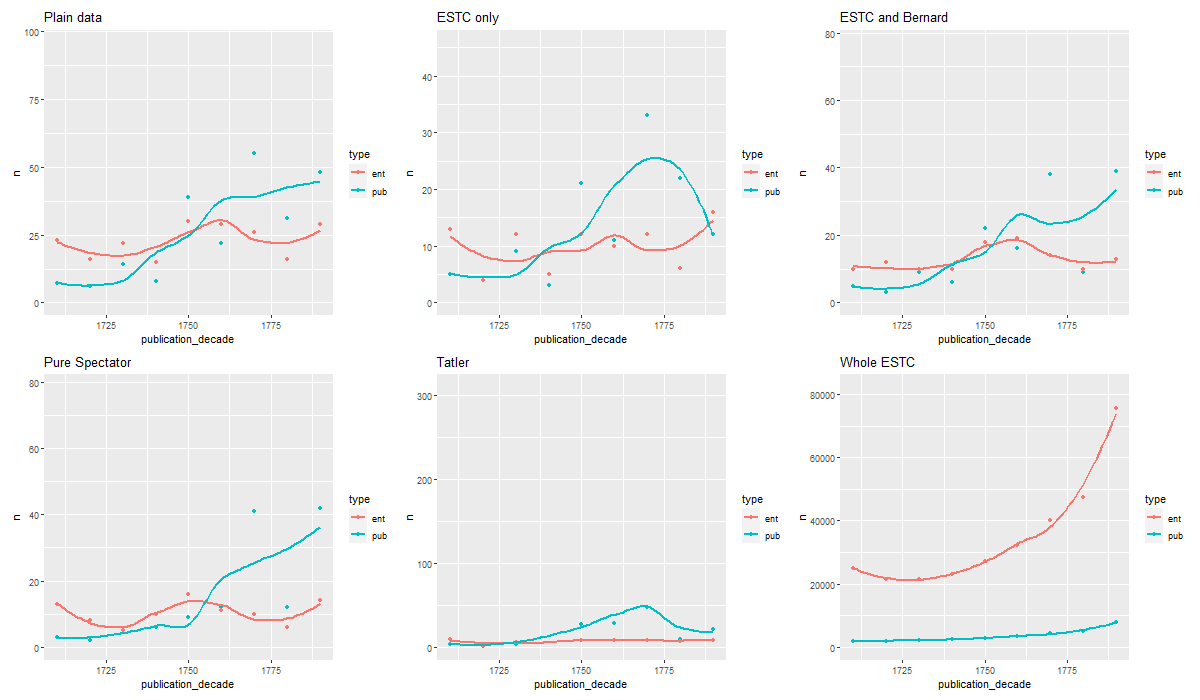 Plain data
n
100
75
50
25
0
1725 1750 1775
publication_decade
type
ent
pub
ESTC only
n
40
30
20
10
0
1725 1750 1775
publication_decade
type
ent
pub
ESTC and Bernard
n
80
60
40
20
0
1725 1750 1775
publication_decade
type
ent
pub
Pure Spectator
n
80
60
40
20
0
1725 1750 1775
publication_decade
type
ent
pub
Tatler
n
300
200
100
0
1725 1750 1775
publication_decade
type
ent
pub
Whole ESTC
n
80000
60000
40000
20000
0
1725 1750 1775
publication_decade
type
ent
pub